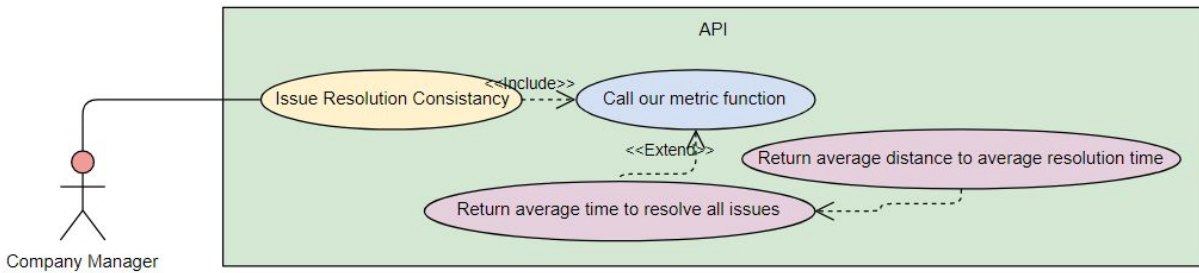 API
<<Include>>
Issue Resolution Consistancy
Call our metric function
<<Extend>>
Return average distance to average resolution time
Return average time to resolve all issues
Company Manager